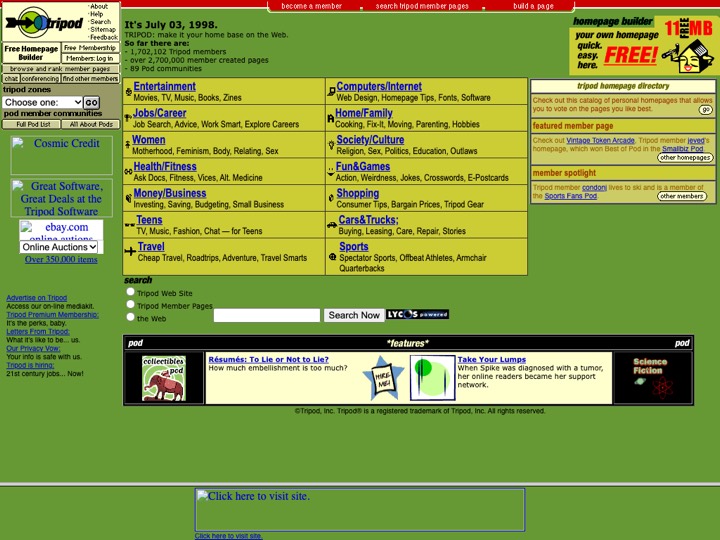 become a member
search tripod member pages
build a page
tripod
· About
· Help
· Search
· Sitemap
· Feedback
Free Homepage Builder
Free Membership
Members: Log in
browse and rank member pages
chat
conferencing
find other members
tripod zones
Choose one:
GO
pod member communities
Full Pod List
All About Pods
Cosmic Credit
Great Software,
Great Deals at the
Tripod Software
ebay.com
online auctions
Online Auctions
Over 350,000 items
Advertise on Tripod
Access our on-line mediakit.
Tripod Premium Membership:
It's the perks, baby.
Letters From Tripod:
What it's like to be... us.
Our Privacy Vow:
Your info is safe with us.
Tripod is hiring:
21st century jobs... Now!
It's July 03, 1998.
TRIPOD: make it your home base on the Web.
So far there are:
- 1,702,102 Tripod members
- over 2,700,000 member created pages
- 89 Pod communities
homepage builder
your own homepage
quick.
easy.
here.
FREE!
11 FREE MB
Entertainment
Movies, TV, Music, Books, Zines
Computers/Internet
Web Design, Homepage Tips, Fonts, Software
Jobs/Career
Job Search, Advice, Work Smart, Explore Careers
Home/Family
Cooking, Fix-It, Moving, Parenting, Hobbies
Women
Motherhood, Feminism, Body, Relating, Sex
Society/Culture
Religion, Sex, Politics, Education, Outlaws
Health/Fitness
Ask Docs, Fitness, Vices, Alt. Medicine
Fun&Games
Action, Weirdness, Jokes, Crosswords, E-Postcards
Money/Business
Investing, Saving, Budgeting, Small Business
Shopping
Consumer Tips, Bargain Prices, Tripod Gear
Teens
TV, Music, Fashion, Chat — for Teens
Cars&Trucks;
Buying, Leasing, Care, Repair, Stories
Travel
Cheap Travel, Roadtrips, Adventure, Travel Smarts
Sports
Spectator Sports, Offbeat Athletes, Armchair
Quarterbacks
tripod homepage directory
Check out this catalog of personal homepages that allows
you to vote on the pages you like best.
go
featured member page
Check out Vintage Token Arcade. Tripod member jeved's
homepage, which won Best of Pod in the Smallbiz Pod.
other homepages
member spotlight
Tripod member condorj lives to ski and is a member of
the Sports Fans Pod.
other members
search
Tripod Web Site
Tripod Member Pages
the Web
Search Now
LYCOS powered
pod
*features*
pod
collectibles pod
Résumés: To Lie or Not to Lie?
How much embellishment is too much?
HIRE ME!
Take Your Lumps
When Spike was diagnosed with a tumor,
her online readers became her support
network.
Science
Fiction
©Tripod, Inc. Tripod® is a registered trademark of Tripod, Inc. All rights reserved.
Click here to visit site.
Click here to visit site.